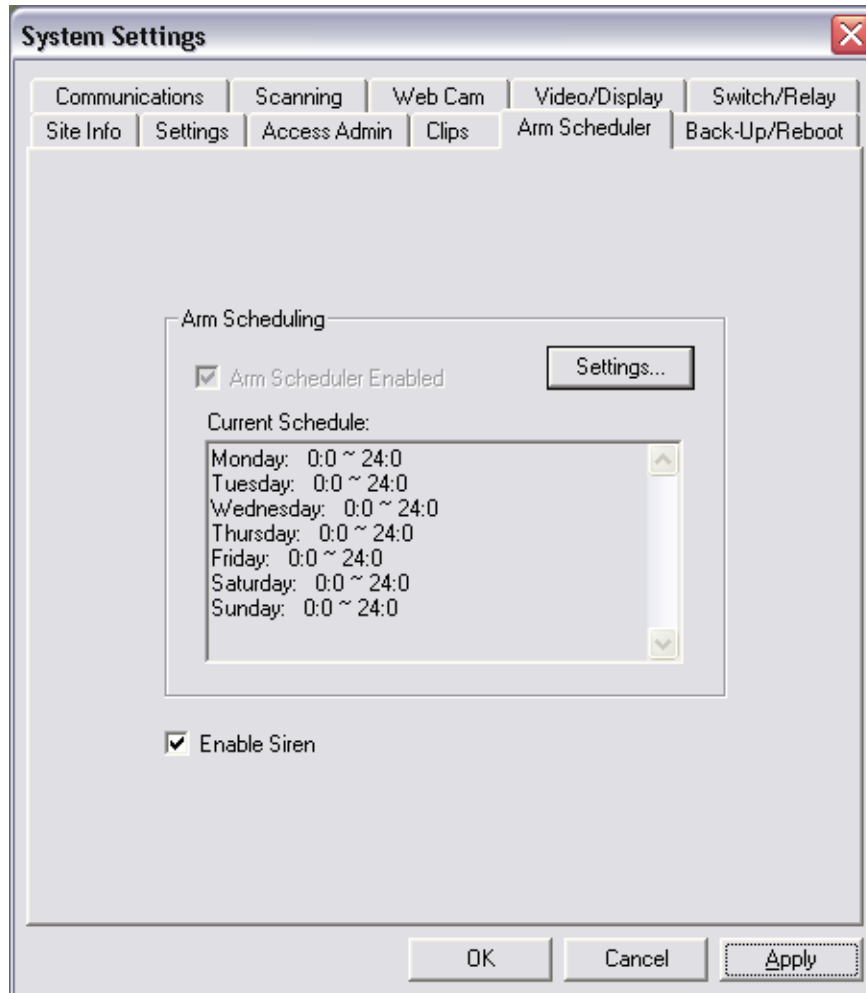 System Settings
Communications Scanning Web Cam Video/Display Switch/Relay
Site Info Settings Access Admin Clips Arm Scheduler Back-Up/Reboot
Arm Scheduling
Arm Scheduler Enabled Settings...
Current Schedule:
Monday: 0:0 ~ 24:0
Tuesday: 0:0 ~ 24:0
Wednesday: 0:0 ~ 24:0
Thursday: 0:0 ~ 24:0
Friday: 0:0 ~ 24:0
Saturday: 0:0 ~ 24:0
Sunday: 0:0 ~ 24:0
Enable Siren
OK Cancel Apply